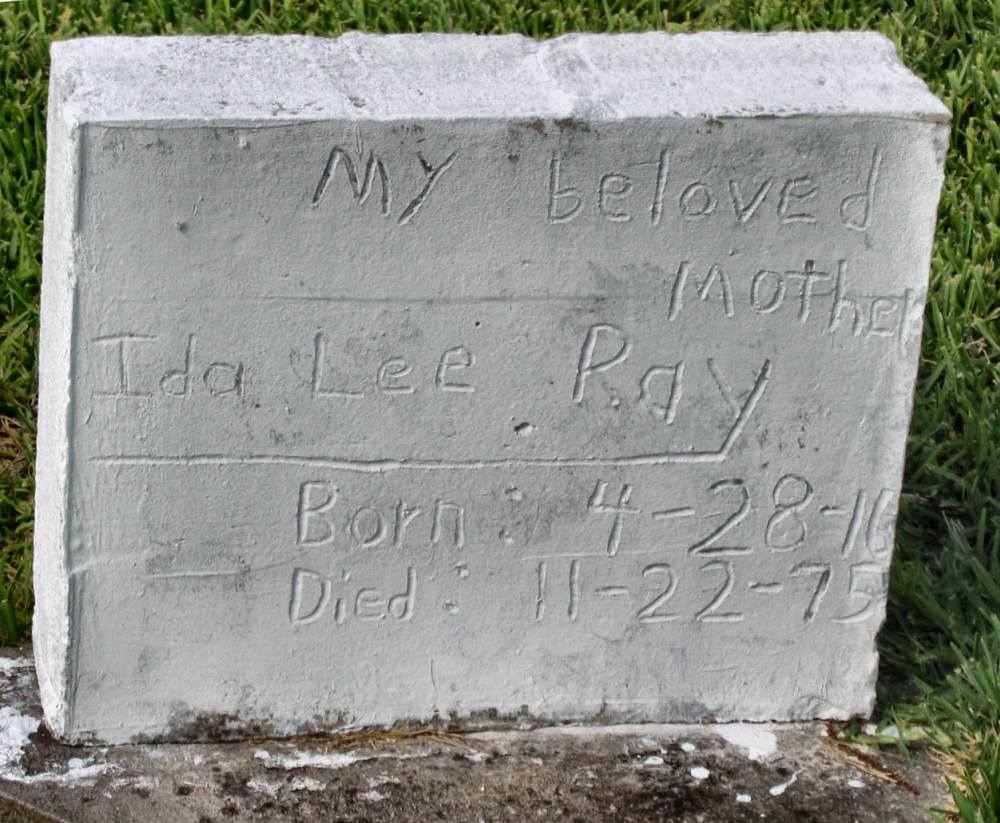 My beloved
Mother
Ida Lee Ray
Born: 4-28-16
Died: 11-22-75